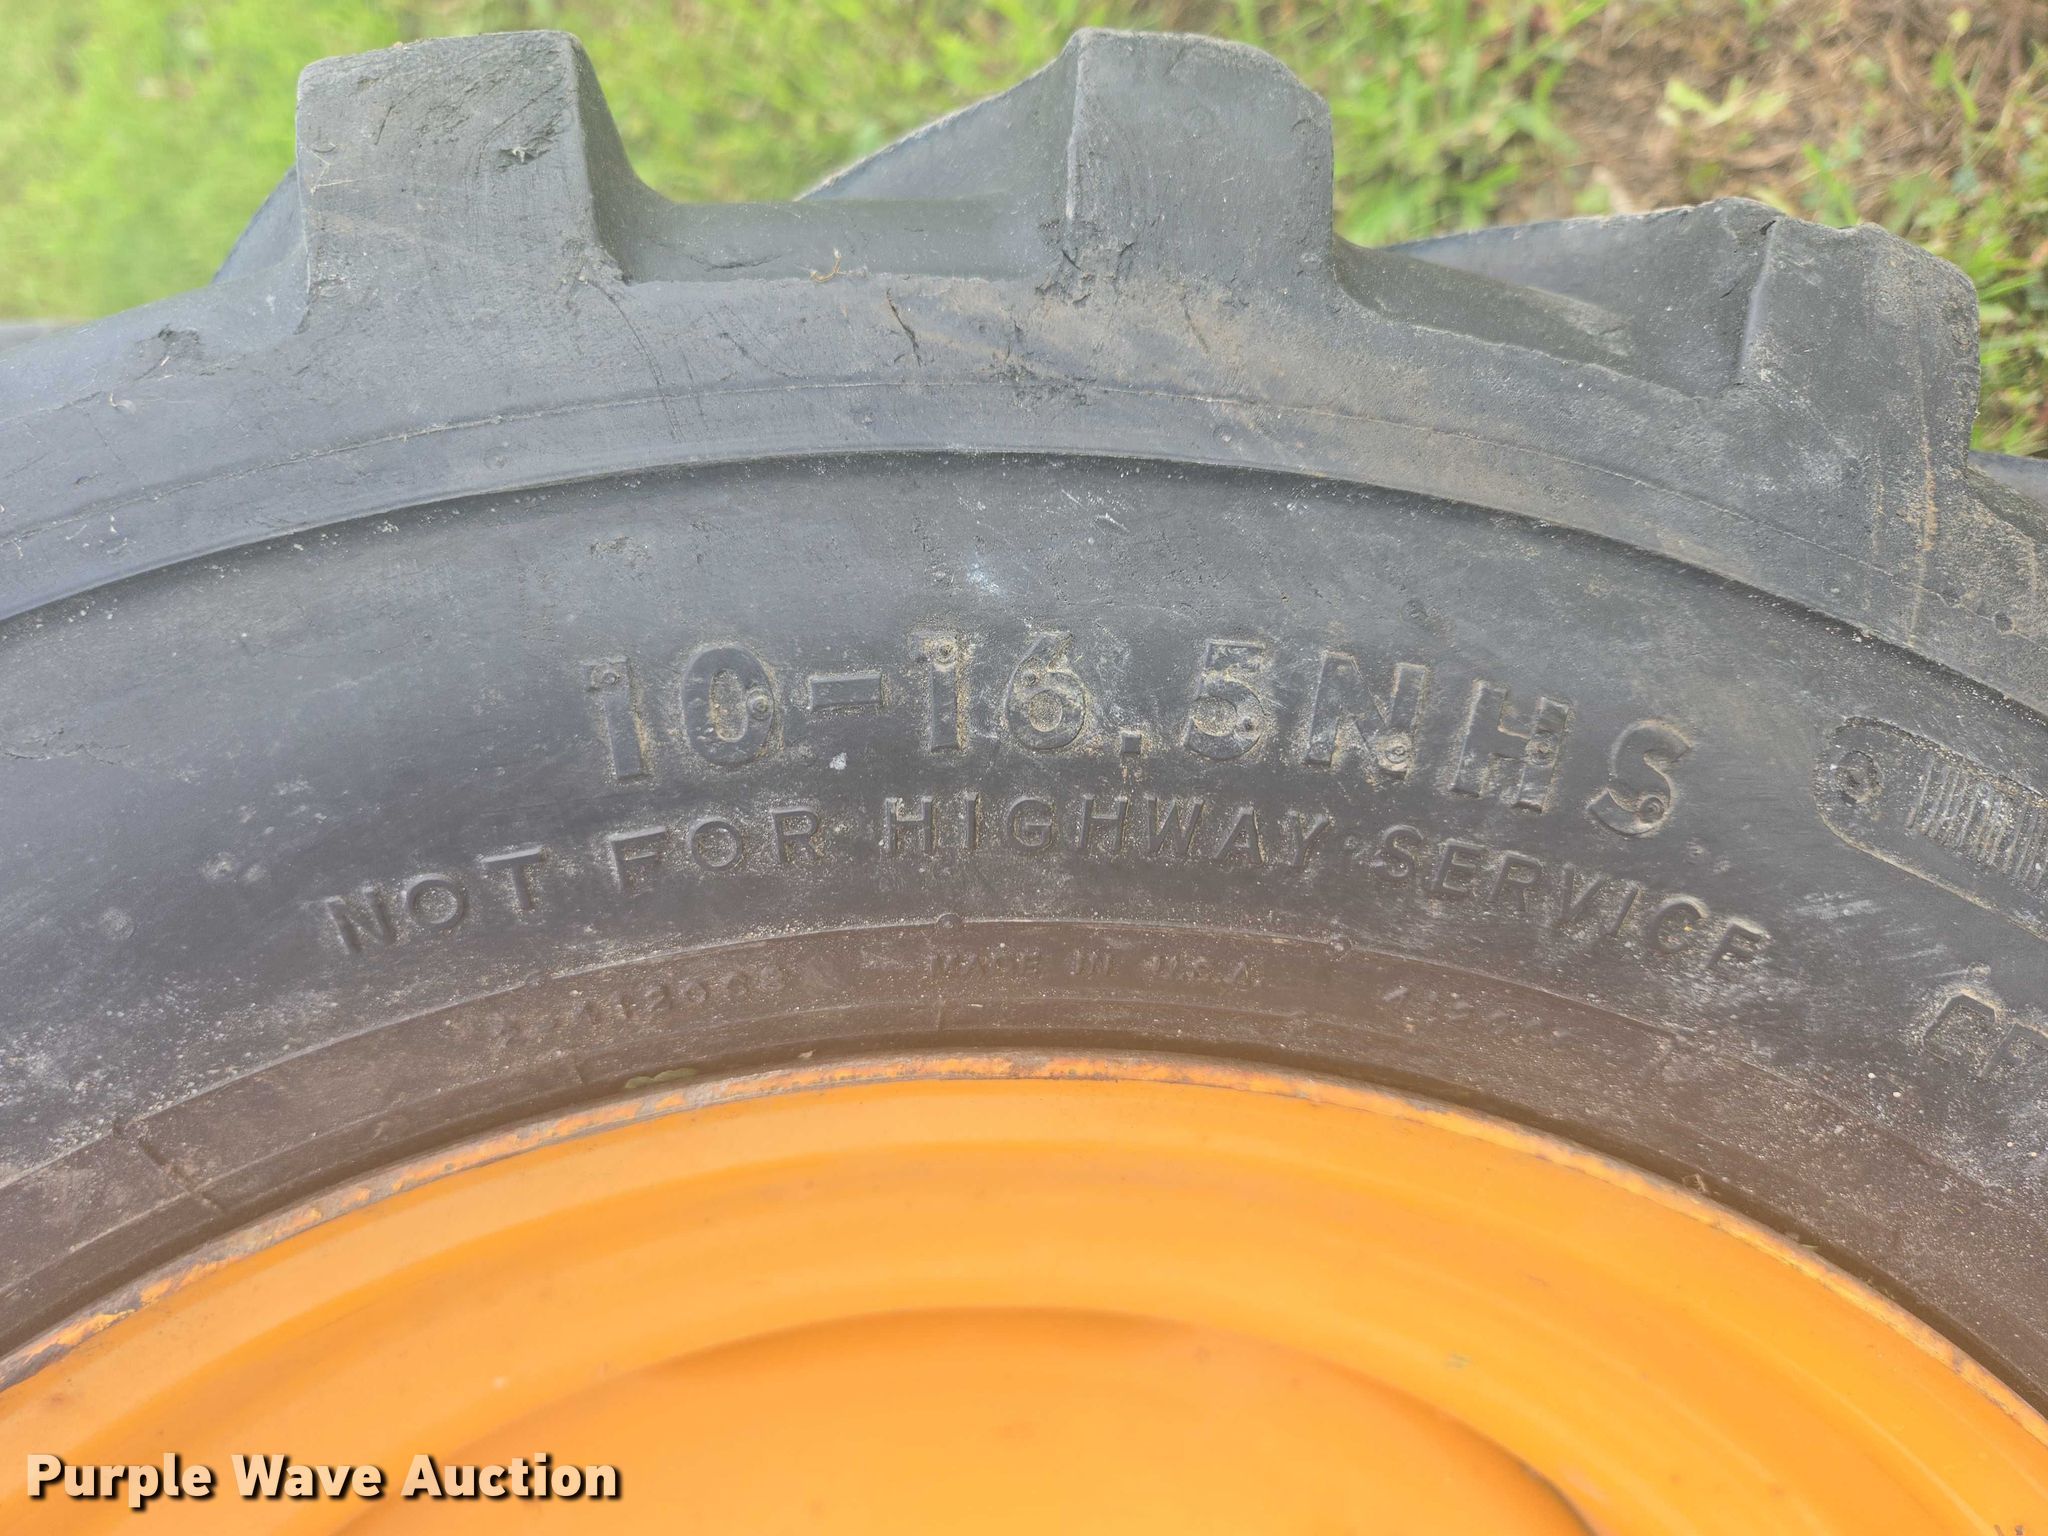 10-16.5NHS
NOT FOR HIGHWAY SERVICE
MADE IN U.S.A.
Purple Wave Auction